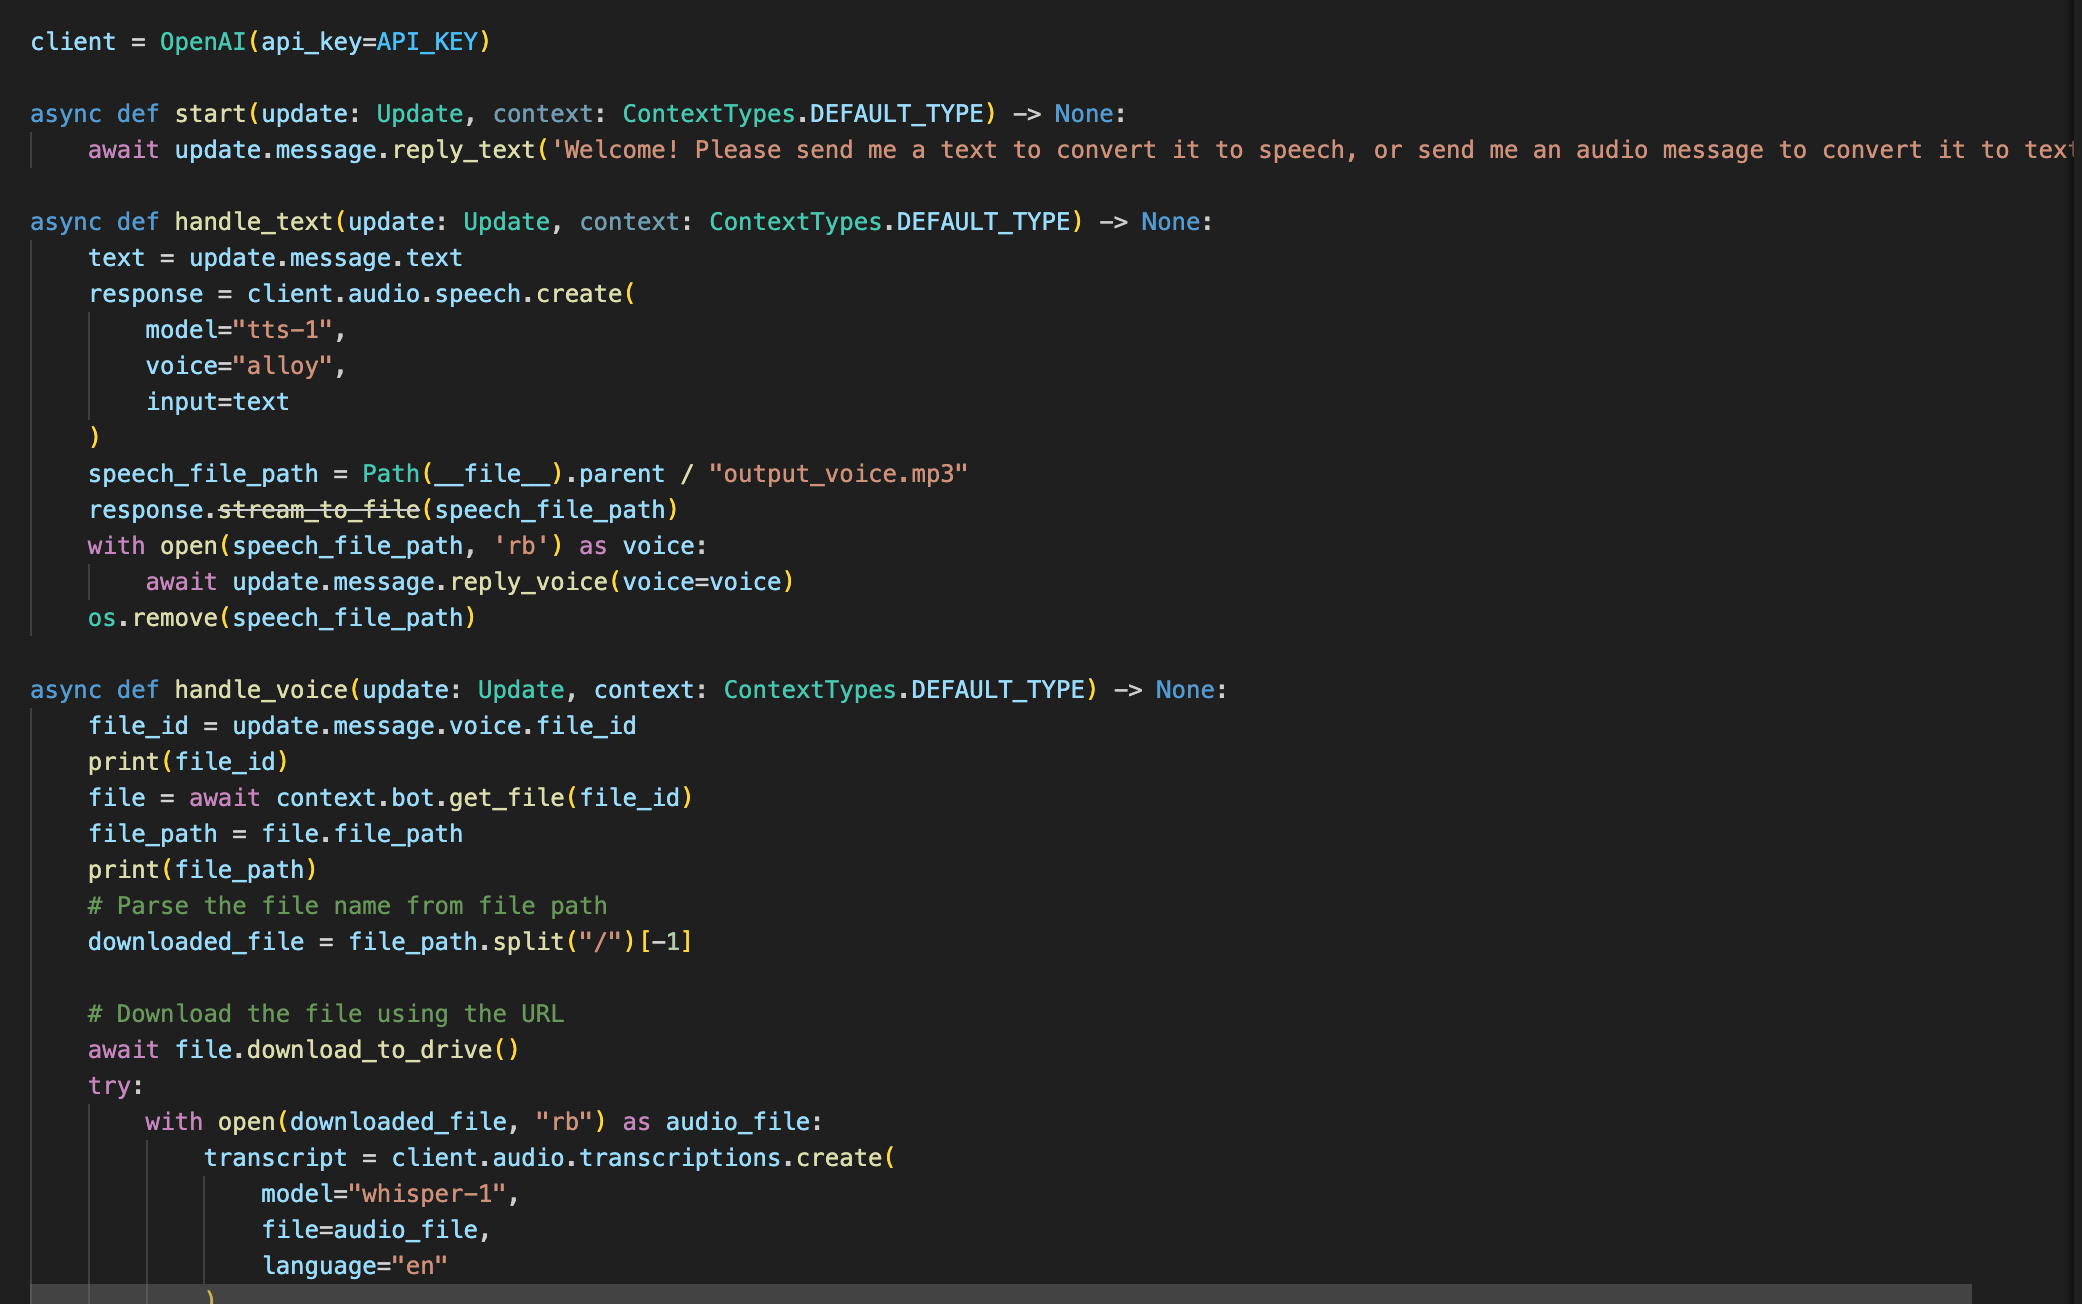 client = OpenAI(api_key=API_KEY)
async def start(update: Update, context: ContextTypes.DEFAULT_TYPE) -> None:
    await update.message.reply_text('Welcome! Please send me a text to convert it to speech, or send me an audio message to convert it to text
async def handle_text(update: Update, context: ContextTypes.DEFAULT_TYPE) -> None:
    text = update.message.text
    response = client.audio.speech.create(
        model="tts-1",
        voice="alloy",
        input=text
    )
    speech_file_path = Path(__file__).parent / "output_voice.mp3"
    response.stream_to_file(speech_file_path)
    with open(speech_file_path, 'rb') as voice:
        await update.message.reply_voice(voice=voice)
    os.remove(speech_file_path)
async def handle_voice(update: Update, context: ContextTypes.DEFAULT_TYPE) -> None:
    file_id = update.message.voice.file_id
    print(file_id)
    file = await context.bot.get_file(file_id)
    file_path = file.file_path
    print(file_path)
    # Parse the file name from file path
    downloaded_file = file_path.split("/")[-1]
    # Download the file using the URL
    await file.download_to_drive()
    try:
        with open(downloaded_file, "rb") as audio_file:
            transcript = client.audio.transcriptions.create(
                model="whisper-1",
                file=audio_file,
                language="en"
            )